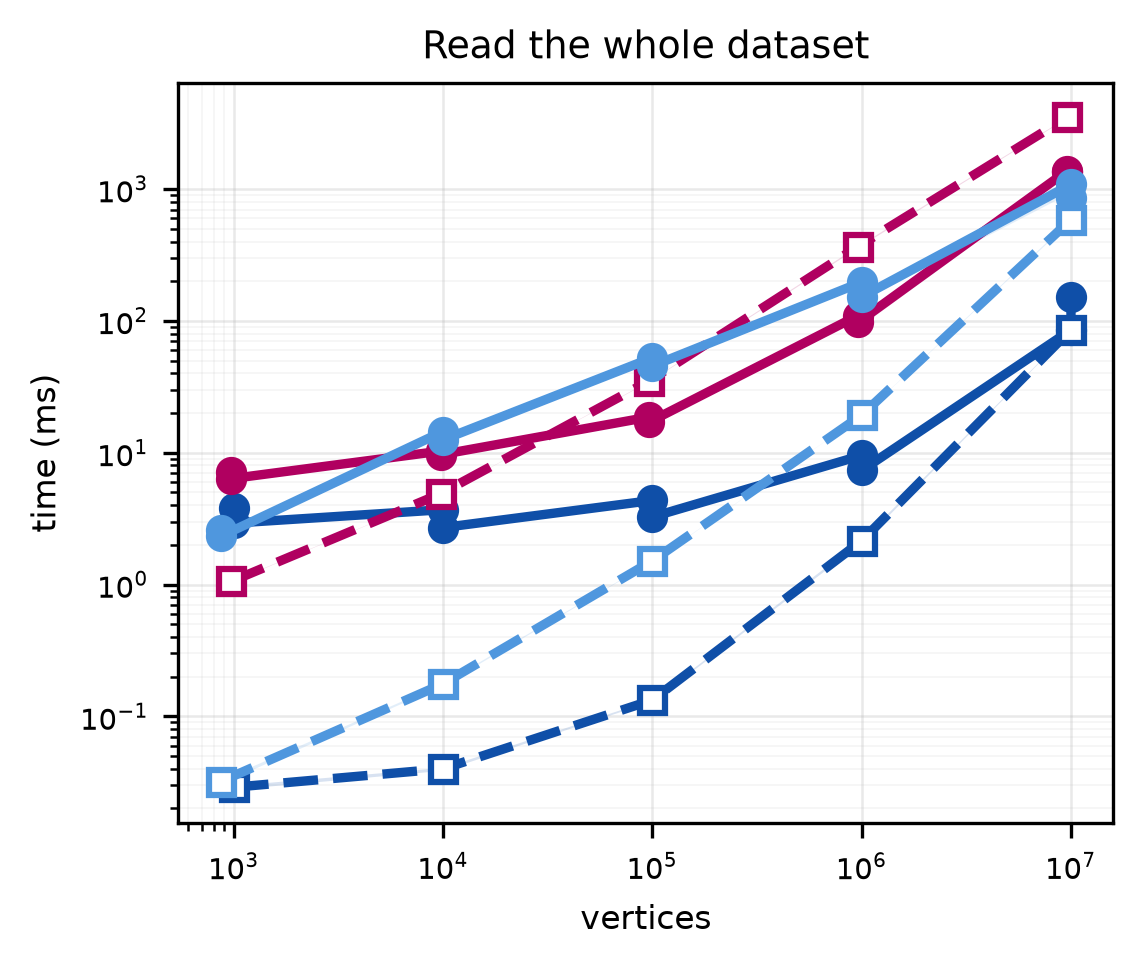 Read the whole dataset
time (ms)
10³
10²
10¹
10⁰
10⁻¹
10³ 10⁴ 10⁵ 10⁶ 10⁷
vertices